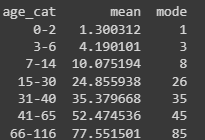 age_cat mean mode
0-2 1.300312 1
3-6 4.190101 3
7-14 10.075194 8
15-30 24.855938 26
31-40 35.379668 35
41-65 52.474536 45
66-116 77.551501 85